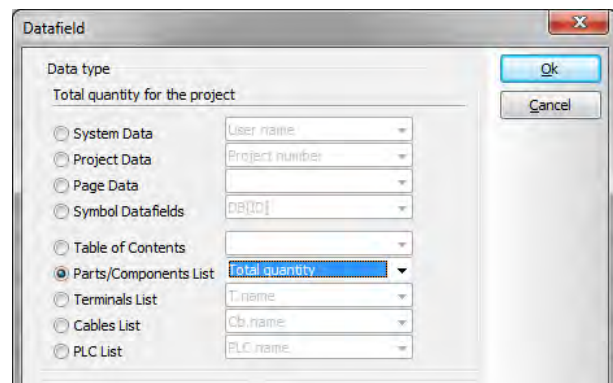 Datafield
Data type
Ok
Total quantity for the project
Cancel
System Data User name
Project Data Project number
Page Data
Symbol Datafields DB[ID]
Table of Contents
Parts/Components List Total quantity
Terminals List T.name
Cables List Cb.name
PLC List PLC name